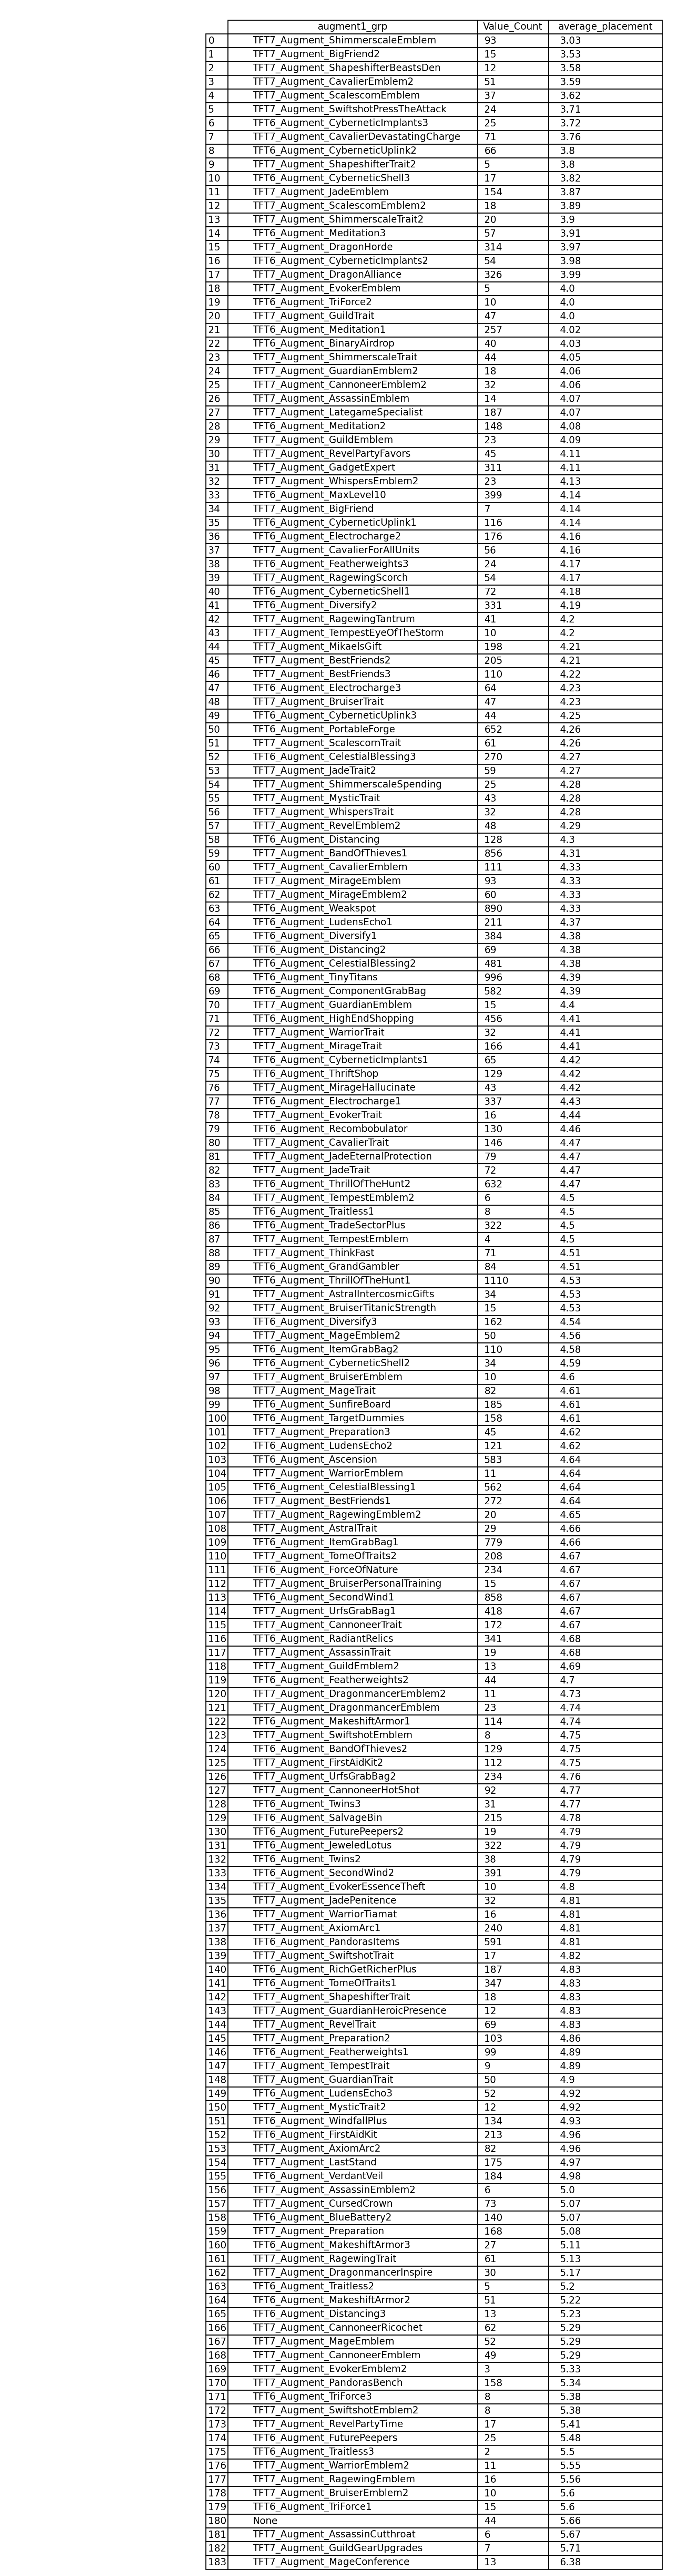 augment1_grp Value_Count average_placement
0 TFT7_Augment_ShimmerscaleEmblem 93 3.03
1 TFT7_Augment_BigFriend2 15 3.53
2 TFT7_Augment_ShapeshifterBeastsDen 12 3.58
3 TFT7_Augment_CavalierEmblem2 51 3.59
4 TFT7_Augment_ScalescornEmblem 37 3.62
5 TFT7_Augment_SwiftshotPressTheAttack 24 3.71
6 TFT6_Augment_CyberneticImplants3 25 3.72
7 TFT7_Augment_CavalierDevastatingCharge 71 3.76
8 TFT6_Augment_CyberneticUplink2 66 3.8
9 TFT7_Augment_ShapeshifterTrait2 5 3.8
10 TFT6_Augment_CyberneticShell3 17 3.82
11 TFT7_Augment_JadeEmblem 154 3.87
12 TFT7_Augment_ScalescornEmblem2 18 3.89
13 TFT7_Augment_ShimmerscaleTrait2 20 3.9
14 TFT6_Augment_Meditation3 57 3.91
15 TFT7_Augment_DragonHorde 314 3.97
16 TFT6_Augment_CyberneticImplants2 54 3.98
17 TFT7_Augment_DragonAlliance 326 3.99
18 TFT7_Augment_EvokerEmblem 5 4.0
19 TFT6_Augment_TriForce2 10 4.0
20 TFT7_Augment_GuildTrait 47 4.0
21 TFT6_Augment_Meditation1 257 4.02
22 TFT6_Augment_BinaryAirdrop 40 4.03
23 TFT7_Augment_ShimmerscaleTrait 44 4.05
24 TFT7_Augment_GuardianEmblem2 18 4.06
25 TFT7_Augment_CannoneerEmblem2 32 4.06
26 TFT7_Augment_AssassinEmblem 14 4.07
27 TFT7_Augment_LategameSpecialist 187 4.07
28 TFT6_Augment_Meditation2 148 4.08
29 TFT7_Augment_GuildEmblem 23 4.09
30 TFT7_Augment_RevelPartyFavors 45 4.11
31 TFT7_Augment_GadgetExpert 311 4.11
32 TFT7_Augment_WhispersEmblem2 23 4.13
33 TFT6_Augment_MaxLevel10 399 4.14
34 TFT7_Augment_BigFriend 7 4.14
35 TFT6_Augment_CyberneticUplink1 116 4.14
36 TFT6_Augment_Electrocharge2 176 4.16
37 TFT7_Augment_CavalierForAllUnits 56 4.16
38 TFT6_Augment_Featherweights3 24 4.17
39 TFT7_Augment_RagewingScorch 54 4.17
40 TFT6_Augment_CyberneticShell1 72 4.18
41 TFT6_Augment_Diversify2 331 4.19
42 TFT7_Augment_RagewingTantrum 41 4.2
43 TFT7_Augment_TempestEyeOfTheStorm 10 4.2
44 TFT7_Augment_MikaelsGift 198 4.21
45 TFT7_Augment_BestFriends2 205 4.21
46 TFT7_Augment_BestFriends3 110 4.22
47 TFT6_Augment_Electrocharge3 64 4.23
48 TFT7_Augment_BruiserTrait 47 4.23
49 TFT6_Augment_CyberneticUplink3 44 4.25
50 TFT6_Augment_PortableForge 652 4.26
51 TFT7_Augment_ScalescornTrait 61 4.26
52 TFT6_Augment_CelestialBlessing3 270 4.27
53 TFT7_Augment_JadeTrait2 59 4.27
54 TFT7_Augment_ShimmerscaleSpending 25 4.28
55 TFT7_Augment_MysticTrait 43 4.28
56 TFT7_Augment_WhispersTrait 32 4.28
57 TFT7_Augment_RevelEmblem2 48 4.29
58 TFT6_Augment_Distancing 128 4.3
59 TFT7_Augment_BandOfThieves1 856 4.31
60 TFT7_Augment_CavalierEmblem 111 4.33
61 TFT7_Augment_MirageEmblem 93 4.33
62 TFT7_Augment_MirageEmblem2 60 4.33
63 TFT6_Augment_Weakspot 890 4.33
64 TFT6_Augment_LudensEcho1 211 4.37
65 TFT6_Augment_Diversify1 384 4.38
66 TFT6_Augment_Distancing2 69 4.38
67 TFT6_Augment_CelestialBlessing2 481 4.38
68 TFT6_Augment_TinyTitans 996 4.39
69 TFT6_Augment_ComponentGrabBag 582 4.39
70 TFT7_Augment_GuardianEmblem 15 4.4
71 TFT6_Augment_HighEndShopping 456 4.41
72 TFT7_Augment_WarriorTrait 32 4.41
73 TFT7_Augment_MirageTrait 166 4.41
74 TFT6_Augment_CyberneticImplants1 65 4.42
75 TFT6_Augment_ThriftShop 129 4.42
76 TFT7_Augment_MirageHallucinate 43 4.42
77 TFT6_Augment_Electrocharge1 337 4.43
78 TFT7_Augment_EvokerTrait 16 4.44
79 TFT6_Augment_Recombobulator 130 4.46
80 TFT7_Augment_CavalierTrait 146 4.47
81 TFT7_Augment_JadeEternalProtection 79 4.47
82 TFT7_Augment_JadeTrait 72 4.47
83 TFT6_Augment_ThrillOfTheHunt2 632 4.47
84 TFT7_Augment_TempestEmblem2 6 4.5
85 TFT6_Augment_Traitless1 8 4.5
86 TFT6_Augment_TradeSectorPlus 322 4.5
87 TFT7_Augment_TempestEmblem 4 4.5
88 TFT7_Augment_ThinkFast 71 4.51
89 TFT6_Augment_GrandGambler 84 4.51
90 TFT6_Augment_ThrillOfTheHunt1 1110 4.53
91 TFT7_Augment_AstralIntercosmicGifts 34 4.53
92 TFT7_Augment_BruiserTitanicStrength 15 4.53
93 TFT6_Augment_Diversify3 162 4.54
94 TFT7_Augment_MageEmblem2 50 4.56
95 TFT6_Augment_ItemGrabBag2 110 4.58
96 TFT6_Augment_CyberneticShell2 34 4.59
97 TFT7_Augment_BruiserEmblem 10 4.6
98 TFT7_Augment_MageTrait 82 4.61
99 TFT6_Augment_SunfireBoard 185 4.61
100 TFT6_Augment_TargetDummies 158 4.61
101 TFT7_Augment_Preparation3 45 4.62
102 TFT6_Augment_LudensEcho2 121 4.62
103 TFT6_Augment_Ascension 583 4.64
104 TFT7_Augment_WarriorEmblem 11 4.64
105 TFT6_Augment_CelestialBlessing1 562 4.64
106 TFT7_Augment_BestFriends1 272 4.64
107 TFT7_Augment_RagewingEmblem2 20 4.65
108 TFT7_Augment_AstralTrait 29 4.66
109 TFT6_Augment_ItemGrabBag1 779 4.66
110 TFT7_Augment_TomeOfTraits2 208 4.67
111 TFT6_Augment_ForceOfNature 234 4.67
112 TFT7_Augment_BruiserPersonalTraining 15 4.67
113 TFT6_Augment_SecondWind1 858 4.67
114 TFT7_Augment_UrfsGrabBag1 418 4.67
115 TFT7_Augment_CannoneerTrait 172 4.67
116 TFT6_Augment_RadiantRelics 341 4.68
117 TFT7_Augment_AssassinTrait 19 4.68
118 TFT7_Augment_GuildEmblem2 13 4.69
119 TFT6_Augment_Featherweights2 44 4.7
120 TFT7_Augment_DragonmancerEmblem2 11 4.73
121 TFT7_Augment_DragonmancerEmblem 23 4.74
122 TFT6_Augment_MakeshiftArmor1 114 4.74
123 TFT7_Augment_SwiftshotEmblem 8 4.75
124 TFT6_Augment_BandOfThieves2 129 4.75
125 TFT7_Augment_FirstAidKit2 112 4.75
126 TFT7_Augment_UrfsGrabBag2 234 4.76
127 TFT7_Augment_CannoneerHotShot 92 4.77
128 TFT6_Augment_Twins3 31 4.77
129 TFT6_Augment_SalvageBin 215 4.78
130 TFT6_Augment_FuturePeepers2 19 4.79
131 TFT6_Augment_JeweledLotus 322 4.79
132 TFT6_Augment_Twins2 38 4.79
133 TFT6_Augment_SecondWind2 391 4.79
134 TFT7_Augment_EvokerEssenceTheft 10 4.8
135 TFT7_Augment_JadePenitence 32 4.81
136 TFT7_Augment_WarriorTiamat 16 4.81
137 TFT7_Augment_AxiomArc1 240 4.81
138 TFT6_Augment_PandorasItems 591 4.81
139 TFT7_Augment_SwiftshotTrait 17 4.82
140 TFT6_Augment_RichGetRicherPlus 187 4.83
141 TFT6_Augment_TomeOfTraits1 347 4.83
142 TFT7_Augment_ShapeshifterTrait 18 4.83
143 TFT7_Augment_GuardianHeroicPresence 12 4.83
144 TFT7_Augment_RevelTrait 69 4.83
145 TFT7_Augment_Preparation2 103 4.86
146 TFT6_Augment_Featherweights1 99 4.89
147 TFT7_Augment_TempestTrait 9 4.89
148 TFT7_Augment_GuardianTrait 50 4.9
149 TFT6_Augment_LudensEcho3 52 4.92
150 TFT7_Augment_MysticTrait2 12 4.92
151 TFT6_Augment_WindfallPlus 134 4.93
152 TFT6_Augment_FirstAidKit 213 4.96
153 TFT7_Augment_AxiomArc2 82 4.96
154 TFT7_Augment_LastStand 175 4.97
155 TFT6_Augment_VerdantVeil 184 4.98
156 TFT7_Augment_AssassinEmblem2 6 5.0
157 TFT7_Augment_CursedCrown 73 5.07
158 TFT6_Augment_BlueBattery2 140 5.07
159 TFT7_Augment_Preparation 168 5.08
160 TFT6_Augment_MakeshiftArmor3 27 5.11
161 TFT7_Augment_RagewingTrait 61 5.13
162 TFT7_Augment_DragonmancerInspire 30 5.17
163 TFT6_Augment_Traitless2 5 5.2
164 TFT6_Augment_MakeshiftArmor2 51 5.22
165 TFT6_Augment_Distancing3 13 5.23
166 TFT7_Augment_CannoneerRicochet 62 5.29
167 TFT7_Augment_MageEmblem 52 5.29
168 TFT7_Augment_CannoneerEmblem 49 5.29
169 TFT7_Augment_EvokerEmblem2 3 5.33
170 TFT7_Augment_PandorasBench 158 5.34
171 TFT6_Augment_TriForce3 8 5.38
172 TFT7_Augment_SwiftshotEmblem2 8 5.38
173 TFT7_Augment_RevelPartyTime 17 5.41
174 TFT6_Augment_FuturePeepers 25 5.48
175 TFT6_Augment_Traitless3 2 5.5
176 TFT7_Augment_WarriorEmblem2 11 5.55
177 TFT7_Augment_RagewingEmblem 16 5.56
178 TFT7_Augment_BruiserEmblem2 10 5.6
179 TFT6_Augment_TriForce1 15 5.6
180 None 44 5.66
181 TFT7_Augment_AssassinCutthroat 6 5.67
182 TFT7_Augment_GuildGearUpgrades 7 5.71
183 TFT7_Augment_MageConference 13 6.38